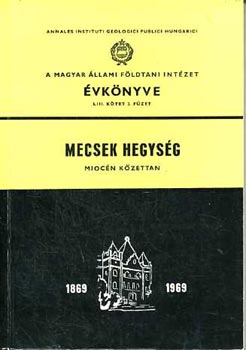 ANNALES INSTITUTI GEOLOGICI PUBLICI HUNGARICI
A MAGYAR ÁLLAMI FÖLDTANI INTÉZET
ÉVKÖNYVE
LIII. KÖTET 2. FÜZET
MECSEK HEGYSÉG
MIOCÉN KŐZETTAN
1869 1969